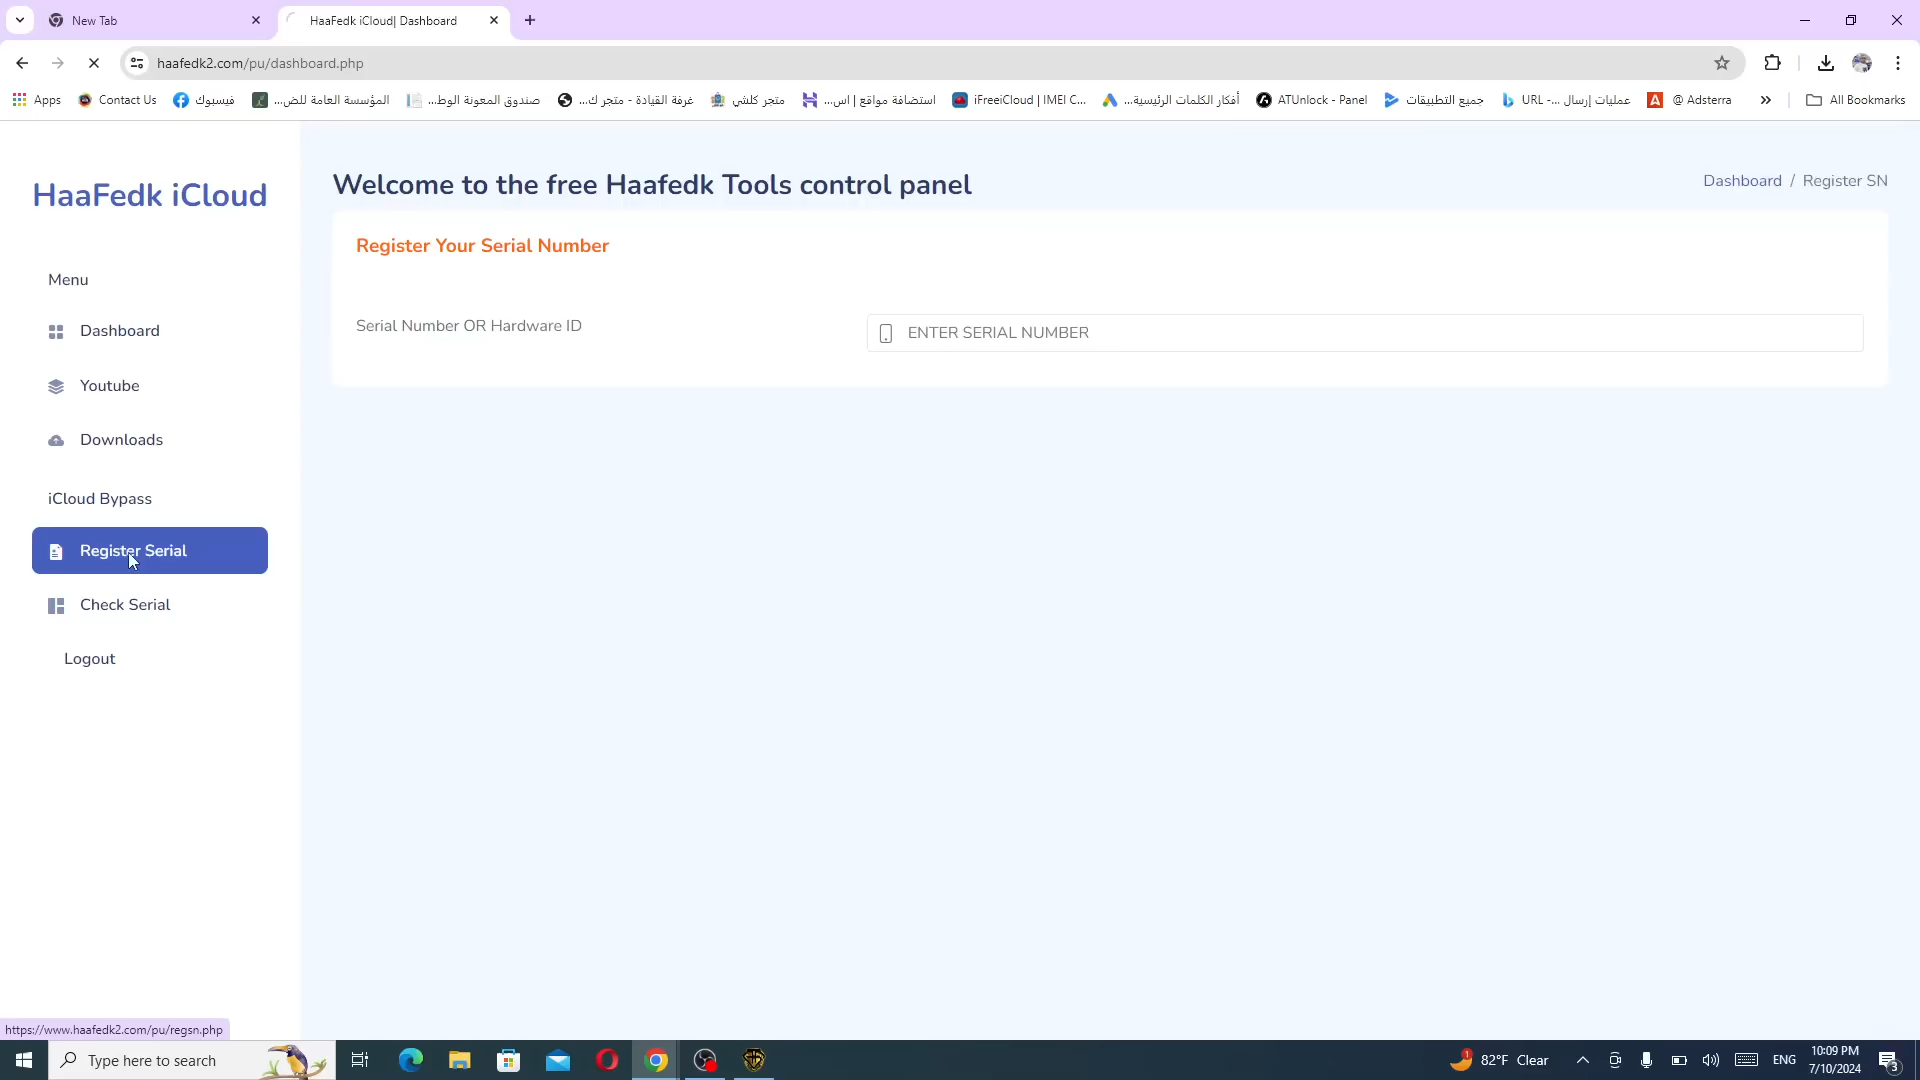 New Tab
HaaFedk iCloud| Dashboard
haafedk2.com/pu/dashboard.php
Apps
Contact Us
فيسبوك
المؤسسة العامة للض...
صندوق المعونة الوط...
غرفة القيادة - متجر ك...
متجر كلشي
استضافة مواقع | اس...
iFreeiCloud | IMEI C...
أفكار الكلمات الرئيسية...
ATUnlock - Panel
جميع التطبيقات
عمليات إرسال ...- URL
@ Adsterra
All Bookmarks
HaaFedk iCloud
Menu
Dashboard
Youtube
Downloads
iCloud Bypass
Register Serial
Check Serial
Logout
Welcome to the free Haafedk Tools control panel
Dashboard / Register SN
Register Your Serial Number
Serial Number OR Hardware ID
ENTER SERIAL NUMBER
https://www.haafedk2.com/pu/regsn.php
Type here to search
1
82°F Clear
ENG
10:09 PM
7/10/2024
3